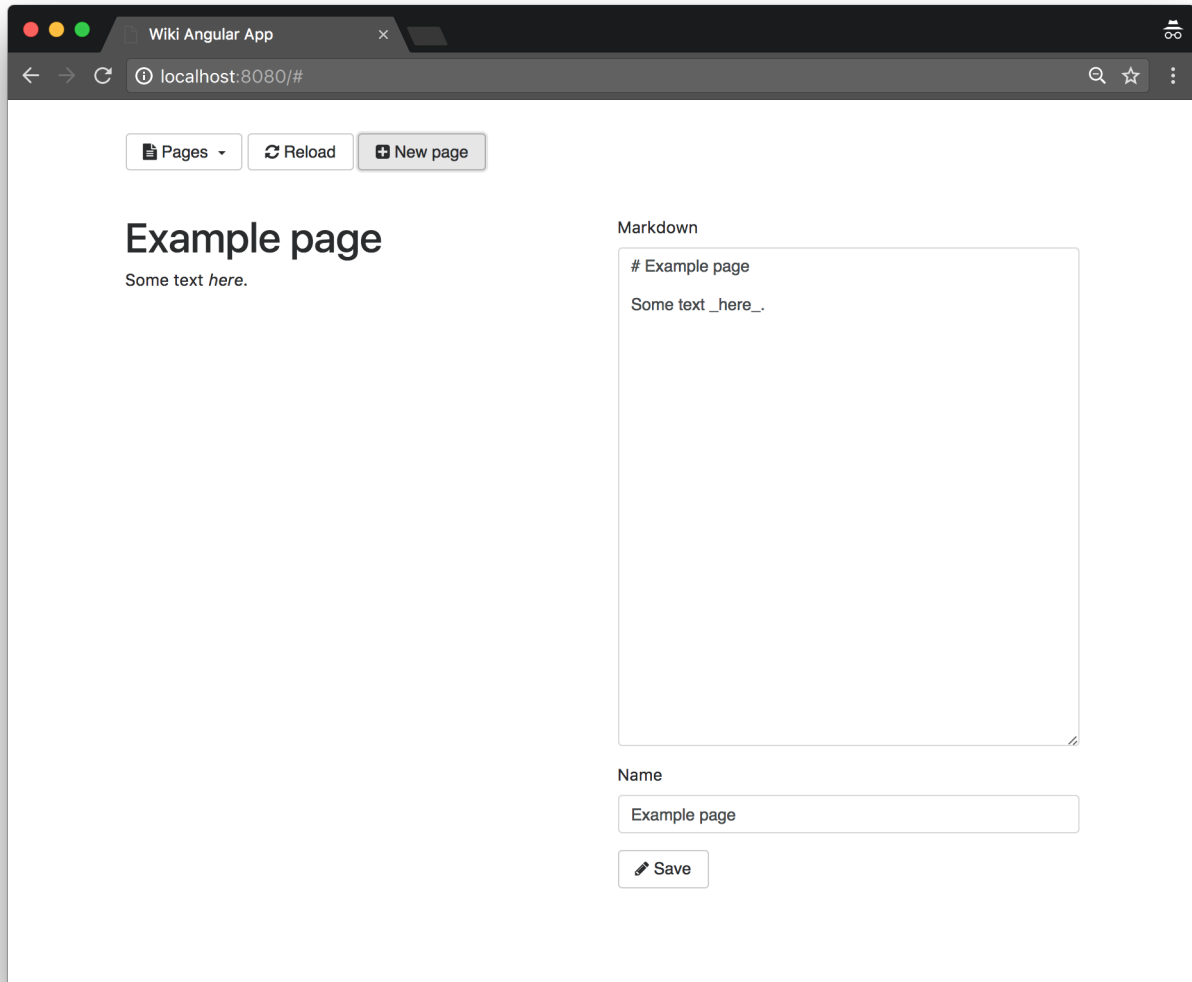 Wiki Angular App
localhost:8080/#
Pages Reload New page
Example page
Some text here.
Markdown
# Example page
Some text _here_.
Name
Example page
Save